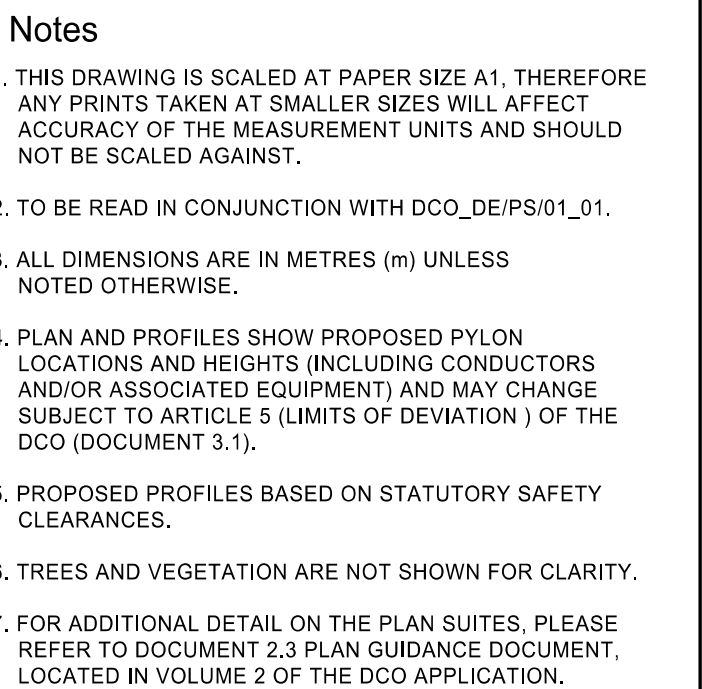 Notes
. THIS DRAWING IS SCALED AT PAPER SIZE A1, THEREFORE
ANY PRINTS TAKEN AT SMALLER SIZES WILL AFFECT
ACCURACY OF THE MEASUREMENT UNITS AND SHOULD
NOT BE SCALED AGAINST.
2. TO BE READ IN CONJUNCTION WITH DCO_DE/PS/01_01.
3. ALL DIMENSIONS ARE IN METRES (m) UNLESS
NOTED OTHERWISE.
4. PLAN AND PROFILES SHOW PROPOSED PYLON
LOCATIONS AND HEIGHTS (INCLUDING CONDUCTORS
AND/OR ASSOCIATED EQUIPMENT) AND MAY CHANGE
SUBJECT TO ARTICLE 5 (LIMITS OF DEVIATION ) OF THE
DCO (DOCUMENT 3.1).
5. PROPOSED PROFILES BASED ON STATUTORY SAFETY
CLEARANCES.
6. TREES AND VEGETATION ARE NOT SHOWN FOR CLARITY.
7. FOR ADDITIONAL DETAIL ON THE PLAN SUITES, PLEASE
REFER TO DOCUMENT 2.3 PLAN GUIDANCE DOCUMENT,
LOCATED IN VOLUME 2 OF THE DCO APPLICATION.